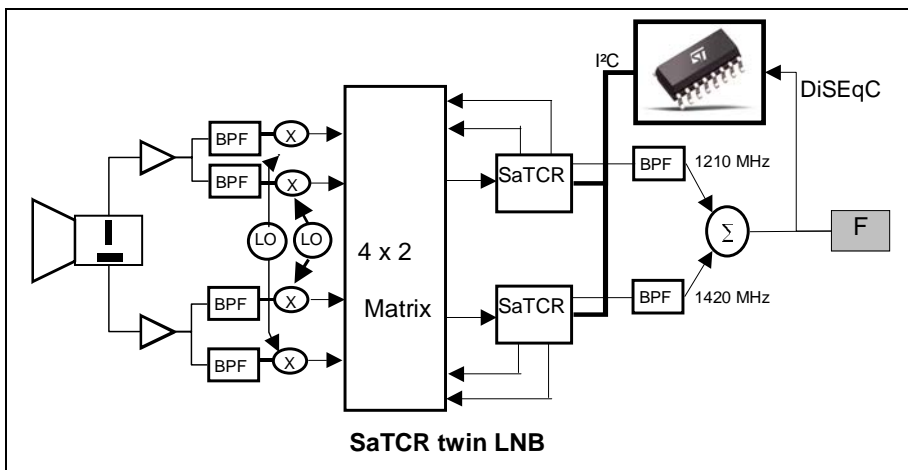 I²C
DiSEqC
BPF
X
BPF
X
SaTCR
BPF
1210 MHz
LO
LO
4 x 2
Matrix
Σ
F
BPF
X
SaTCR
BPF
1420 MHz
BPF
X
SaTCR twin LNB
ST